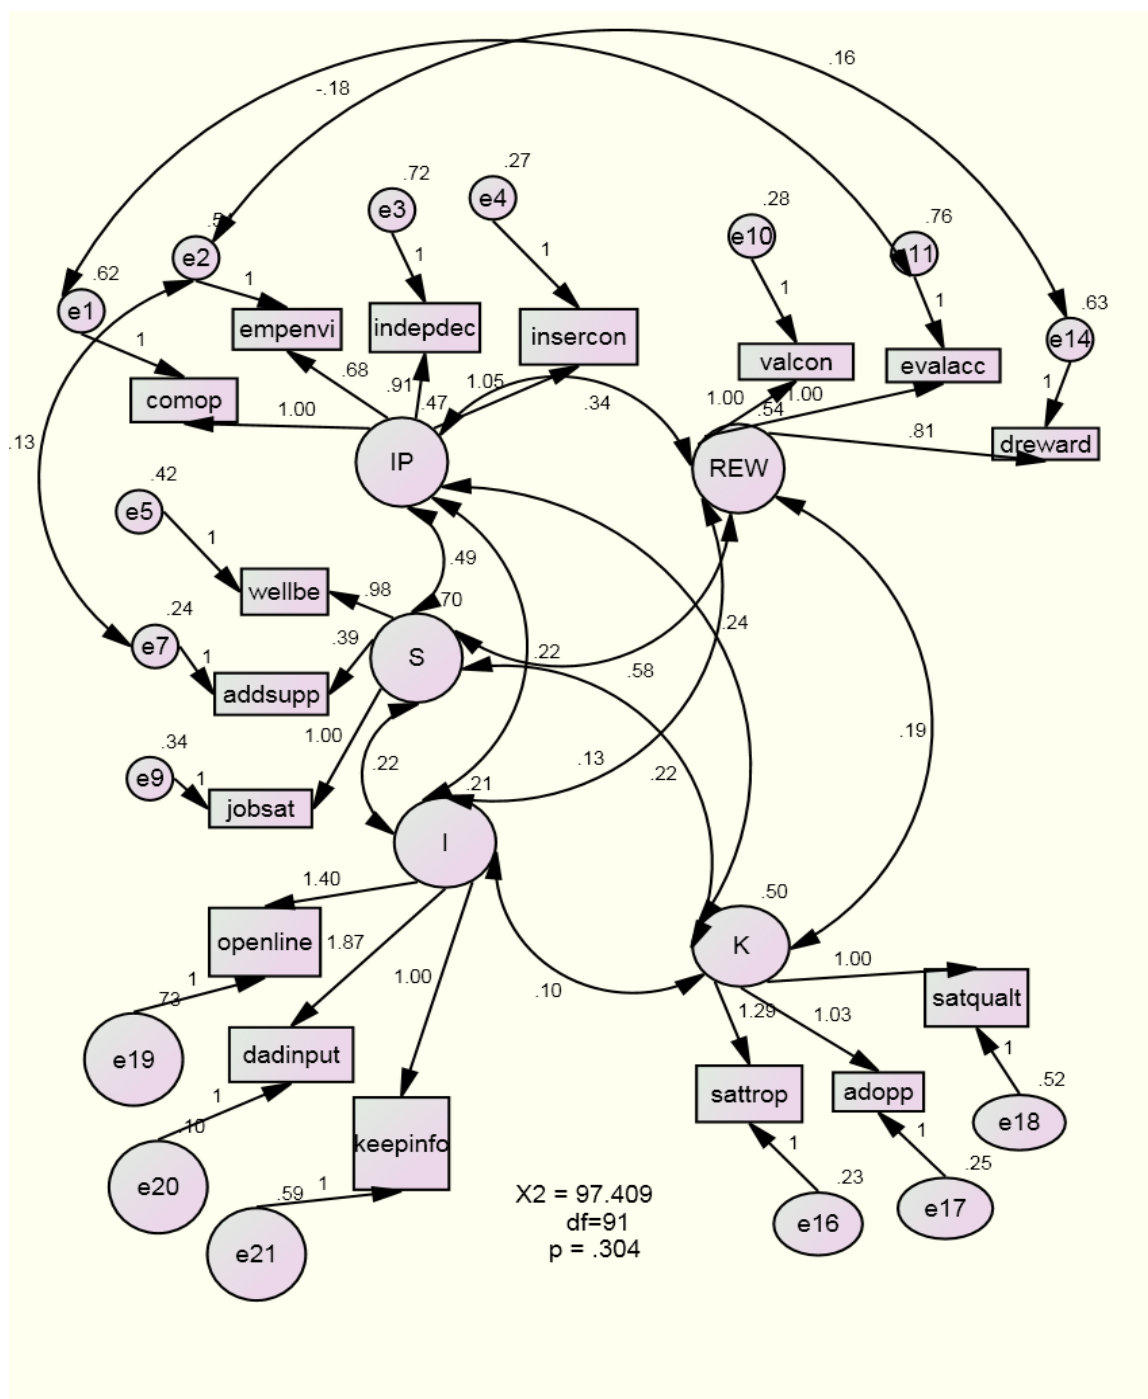 .16
-.18
.72
.27
e3
e4
.28
e10
.76
11
e2
1
1
1
1
.62
e1
1
1
.63
e14
empenvi
indepdec
insercon
valcon
evalacc
1
1
comop
.68
.91
.47
1.05
.34
1.00
1.00
.54
1.00
.81
dreward
.13
IP
REW
.42
e5
1
wellbe
.98
.49
.70
.24
e7
1
.39
S
addsupp
.22
.24
.58
1.00
.34
e9
1
jobsat
.22
.21
.13
.22
.19
I
1.40
openline
1.87
1.00
.50
K
1.00
satqualt
1
.73
e19
.10
1.29
1.03
dadinput
sattrop
adopp
1
.52
e18
1
.10
e20
keepinfo
1
1
.59
1
e21
.23
e16
.25
e17
X2 = 97.409
df=91
p = .304